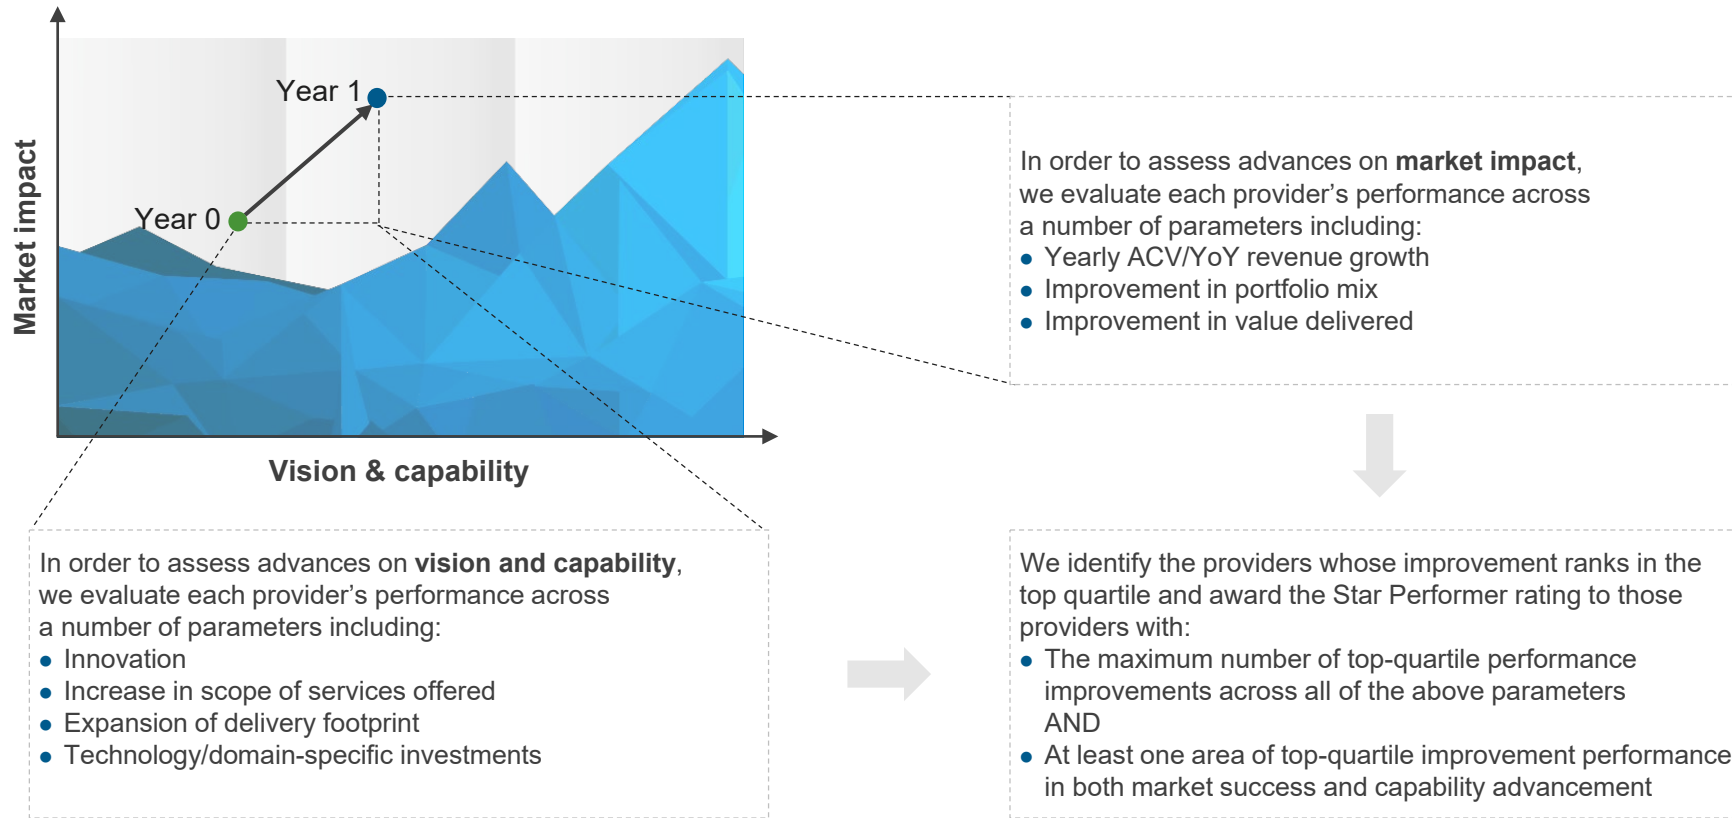 Year 1
Year 0
Market impact
Vision & capability
In order to assess advances on market impact,
we evaluate each provider’s performance across
a number of parameters including:
● Yearly ACV/YoY revenue growth
● Improvement in portfolio mix
● Improvement in value delivered
In order to assess advances on vision and capability,
we evaluate each provider’s performance across
a number of parameters including:
● Innovation
● Increase in scope of services offered
● Expansion of delivery footprint
● Technology/domain-specific investments
We identify the providers whose improvement ranks in the
top quartile and award the Star Performer rating to those
providers with:
● The maximum number of top-quartile performance
improvements across all of the above parameters
AND
● At least one area of top-quartile improvement performance
in both market success and capability advancement